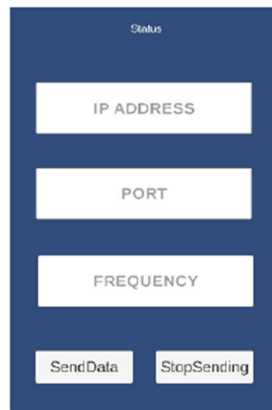 Status
IP ADDRESS
PORT
FREQUENCY
SendData StopSending